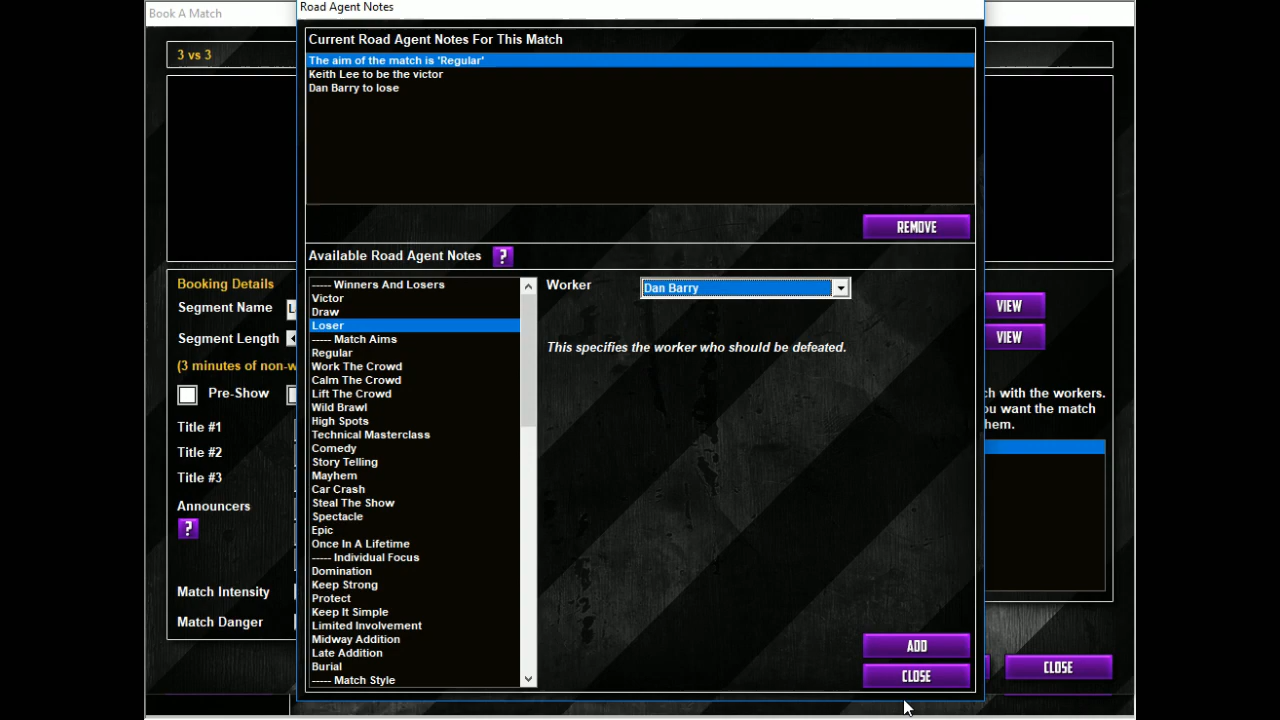 Book A Match
Road Agent Notes
3 vs 3
Current Road Agent Notes For This Match
The aim of the match is 'Regular'
Keith Lee to be the victor
Dan Barry to lose
REMOVE
Available Road Agent Notes ?
----- Winners And Losers
Victor
Draw
Loser
----- Match Aims
Regular
Work The Crowd
Calm The Crowd
Lift The Crowd
Wild Brawl
High Spots
Technical Masterclass
Comedy
Story Telling
Mayhem
Car Crash
Steal The Show
Spectacle
Epic
Once In A Lifetime
----- Individual Focus
Domination
Keep Strong
Protect
Keep It Simple
Limited Involvement
Midway Addition
Late Addition
Burial
----- Match Style
Worker Dan Barry
This specifies the worker who should be defeated.
ADD
CLOSE
Booking Details
Segment Name
Segment Length
(3 minutes of non-w
Pre-Show
Title #1
Title #2
Title #3
Announcers
?
Match Intensity
Match Danger
VIEW
VIEW
ch with the workers.
ou want the match
hem.
CLOSE